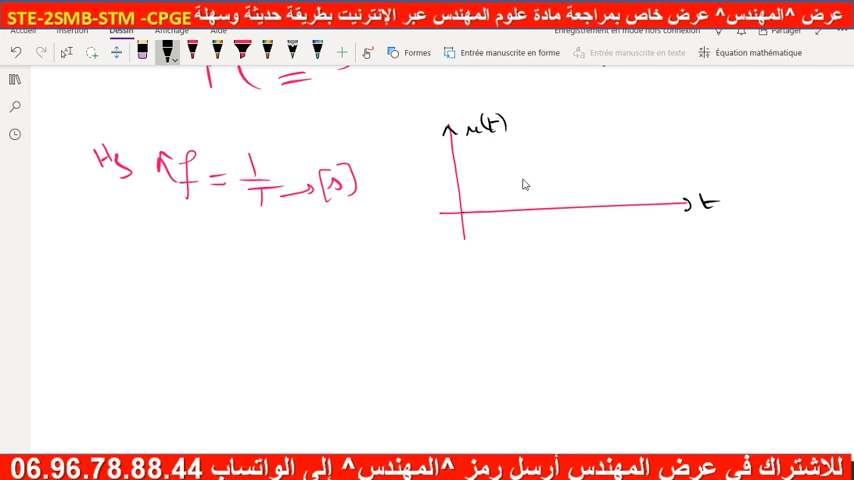 STE-2SMB-STM -CPGE عرض ^المهندس^ عرض خاص بمراجعة مادة علوم المهندس عبر الإنترنيت بطريقة حديثة وسهلة
Accueil Insertion Dessin Affichage Aide Enregistrement en mode hors connexion Partager
Formes Entrée manuscrite en forme Entrée manuscrite en texte Équation mathématique
u(t)
f = 1/T → [s]
t
للاشتراك في عرض المهندس أرسل رمز ^المهندس^ إلى الواتساب 06.96.78.88.44